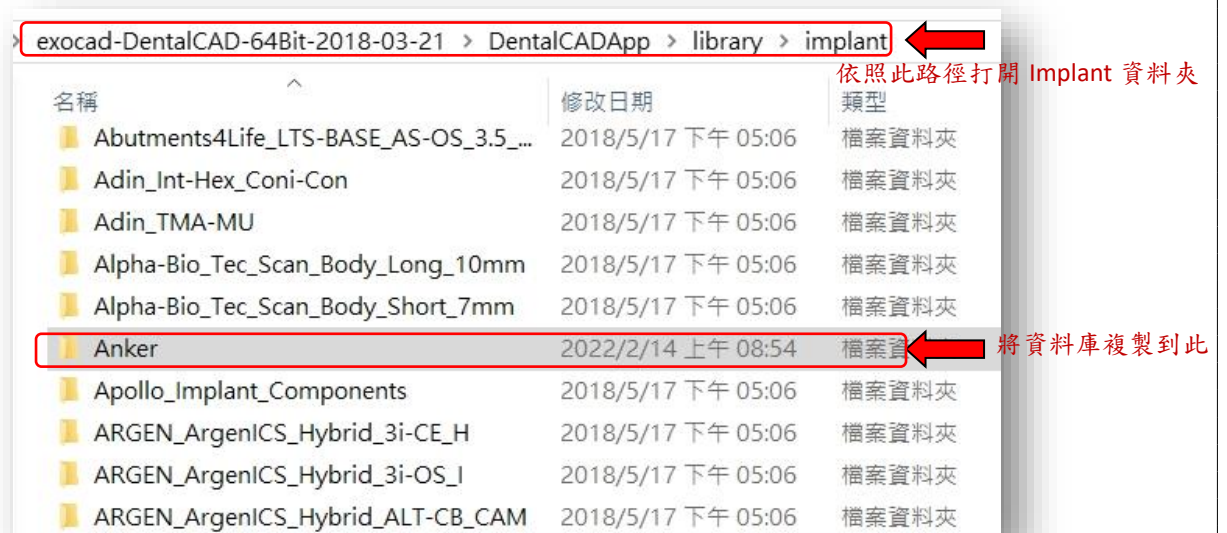 exocad-DentalCAD-64Bit-2018-03-21 > DentalCADApp > library > implant
依照此路徑打開 Implant 資料夾
名稱 修改日期 類型
Abutments4Life_LTS-BASE_AS-OS_3.5_... 2018/5/17 下午 05:06 檔案資料夾
Adin_Int-Hex_Coni-Con 2018/5/17 下午 05:06 檔案資料夾
Adin_TMA-MU 2018/5/17 下午 05:06 檔案資料夾
Alpha-Bio_Tec_Scan_Body_Long_10mm 2018/5/17 下午 05:06 檔案資料夾
Alpha-Bio_Tec_Scan_Body_Short_7mm 2018/5/17 下午 05:06 檔案資料夾
Anker 2022/2/14 上午 08:54 檔案 將資料庫複製到此
Apollo_Implant_Components 2018/5/17 下午 05:06 檔案資料夾
ARGEN_ArgenICS_Hybrid_3i-CE_H 2018/5/17 下午 05:06 檔案資料夾
ARGEN_ArgenICS_Hybrid_3i-OS_I 2018/5/17 下午 05:06 檔案資料夾
ARGEN_ArgenICS_Hybrid_ALT-CB_CAM 2018/5/17 下午 05:06 檔案資料夾